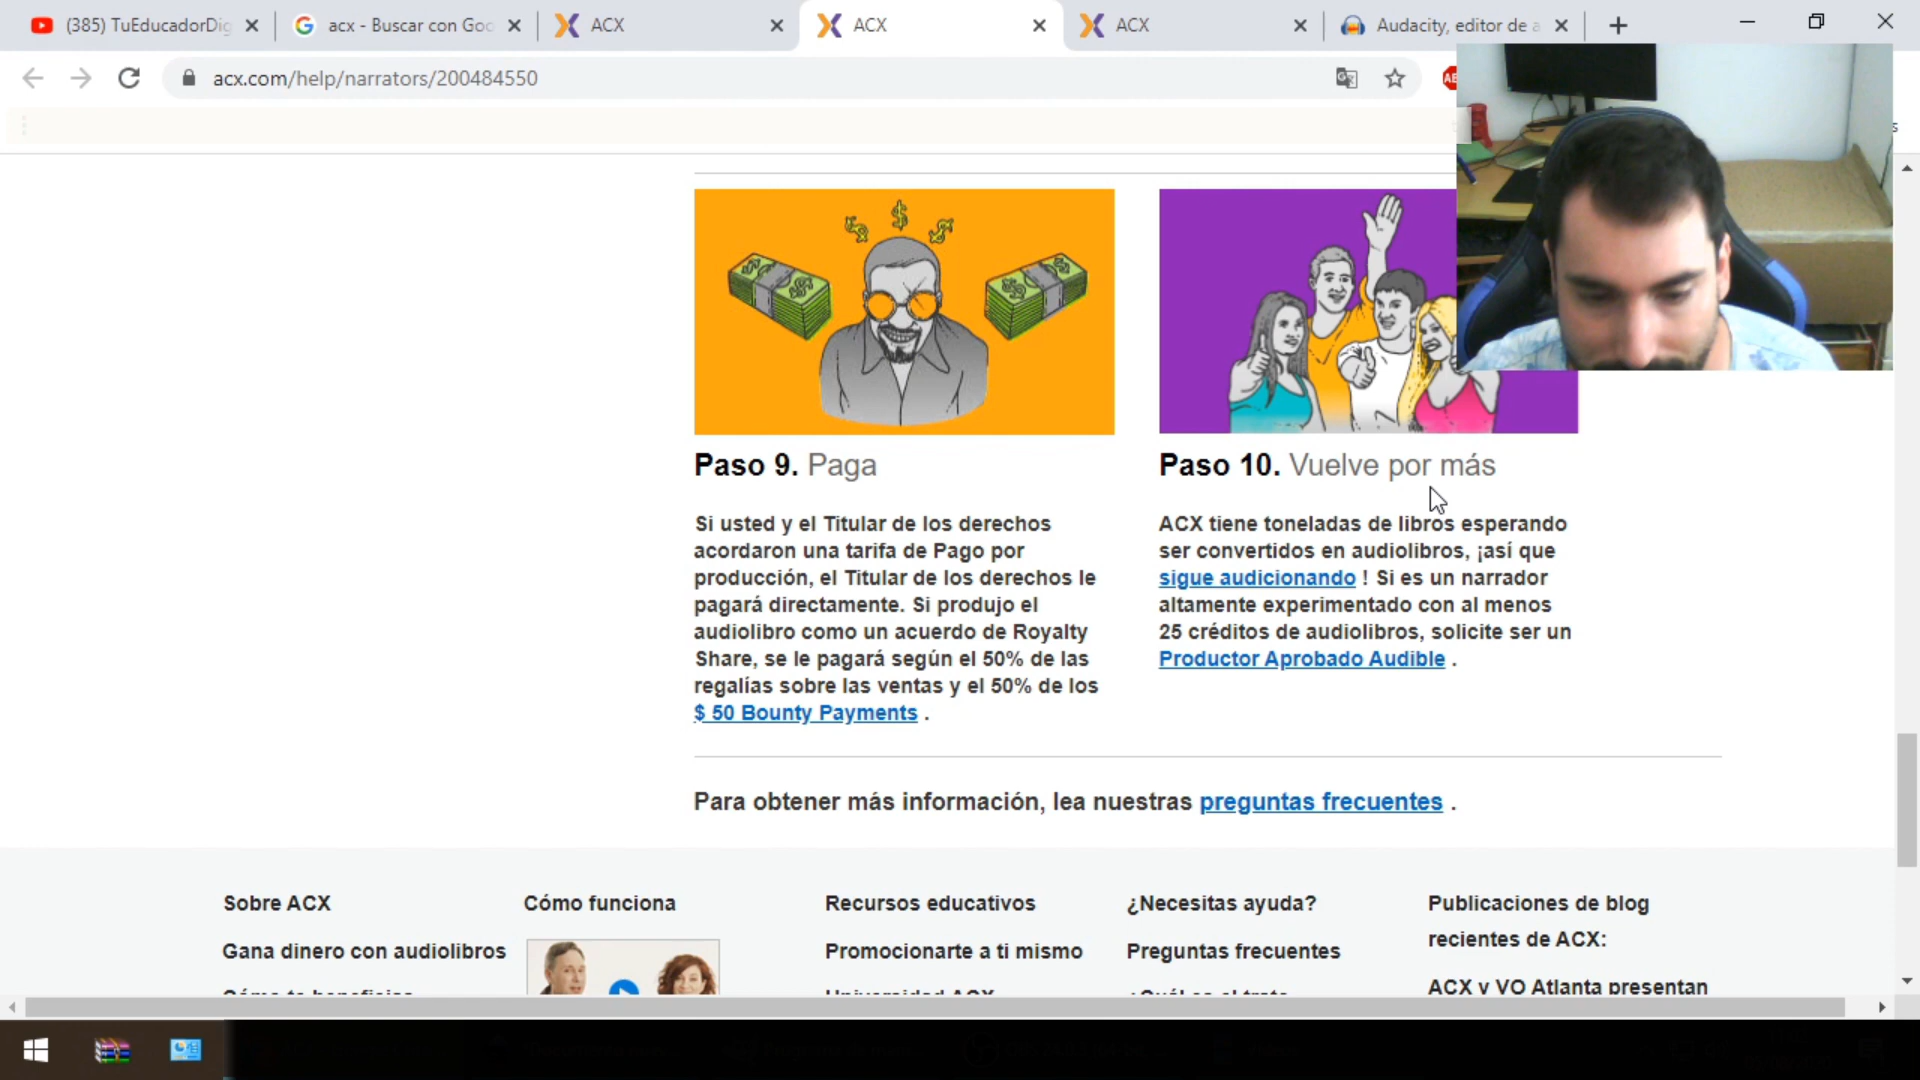 (385) TuEducadorDig
acx - Buscar con Goo
ACX
ACX
ACX
Audacity, editor de a
acx.com/help/narrators/200484550
Paso 9. Paga
Si usted y el Titular de los derechos
acordaron una tarifa de Pago por
producción, el Titular de los derechos le
pagará directamente. Si produjo el
audiolibro como un acuerdo de Royalty
Share, se le pagará según el 50% de las
regalías sobre las ventas y el 50% de los
$ 50 Bounty Payments .
Paso 10. Vuelve por más
ACX tiene toneladas de libros esperando
ser convertidos en audiolibros, ¡así que
sigue audicionando ! Si es un narrador
altamente experimentado con al menos
25 créditos de audiolibros, solicite ser un
Productor Aprobado Audible .
Para obtener más información, lea nuestras preguntas frecuentes .
Sobre ACX
Gana dinero con audiolibros
Cómo funciona
Recursos educativos
Promocionarte a ti mismo
Universidad ACX
¿Necesitas ayuda?
Preguntas frecuentes
Publicaciones de blog
recientes de ACX:
ACX y VO Atlanta presentan